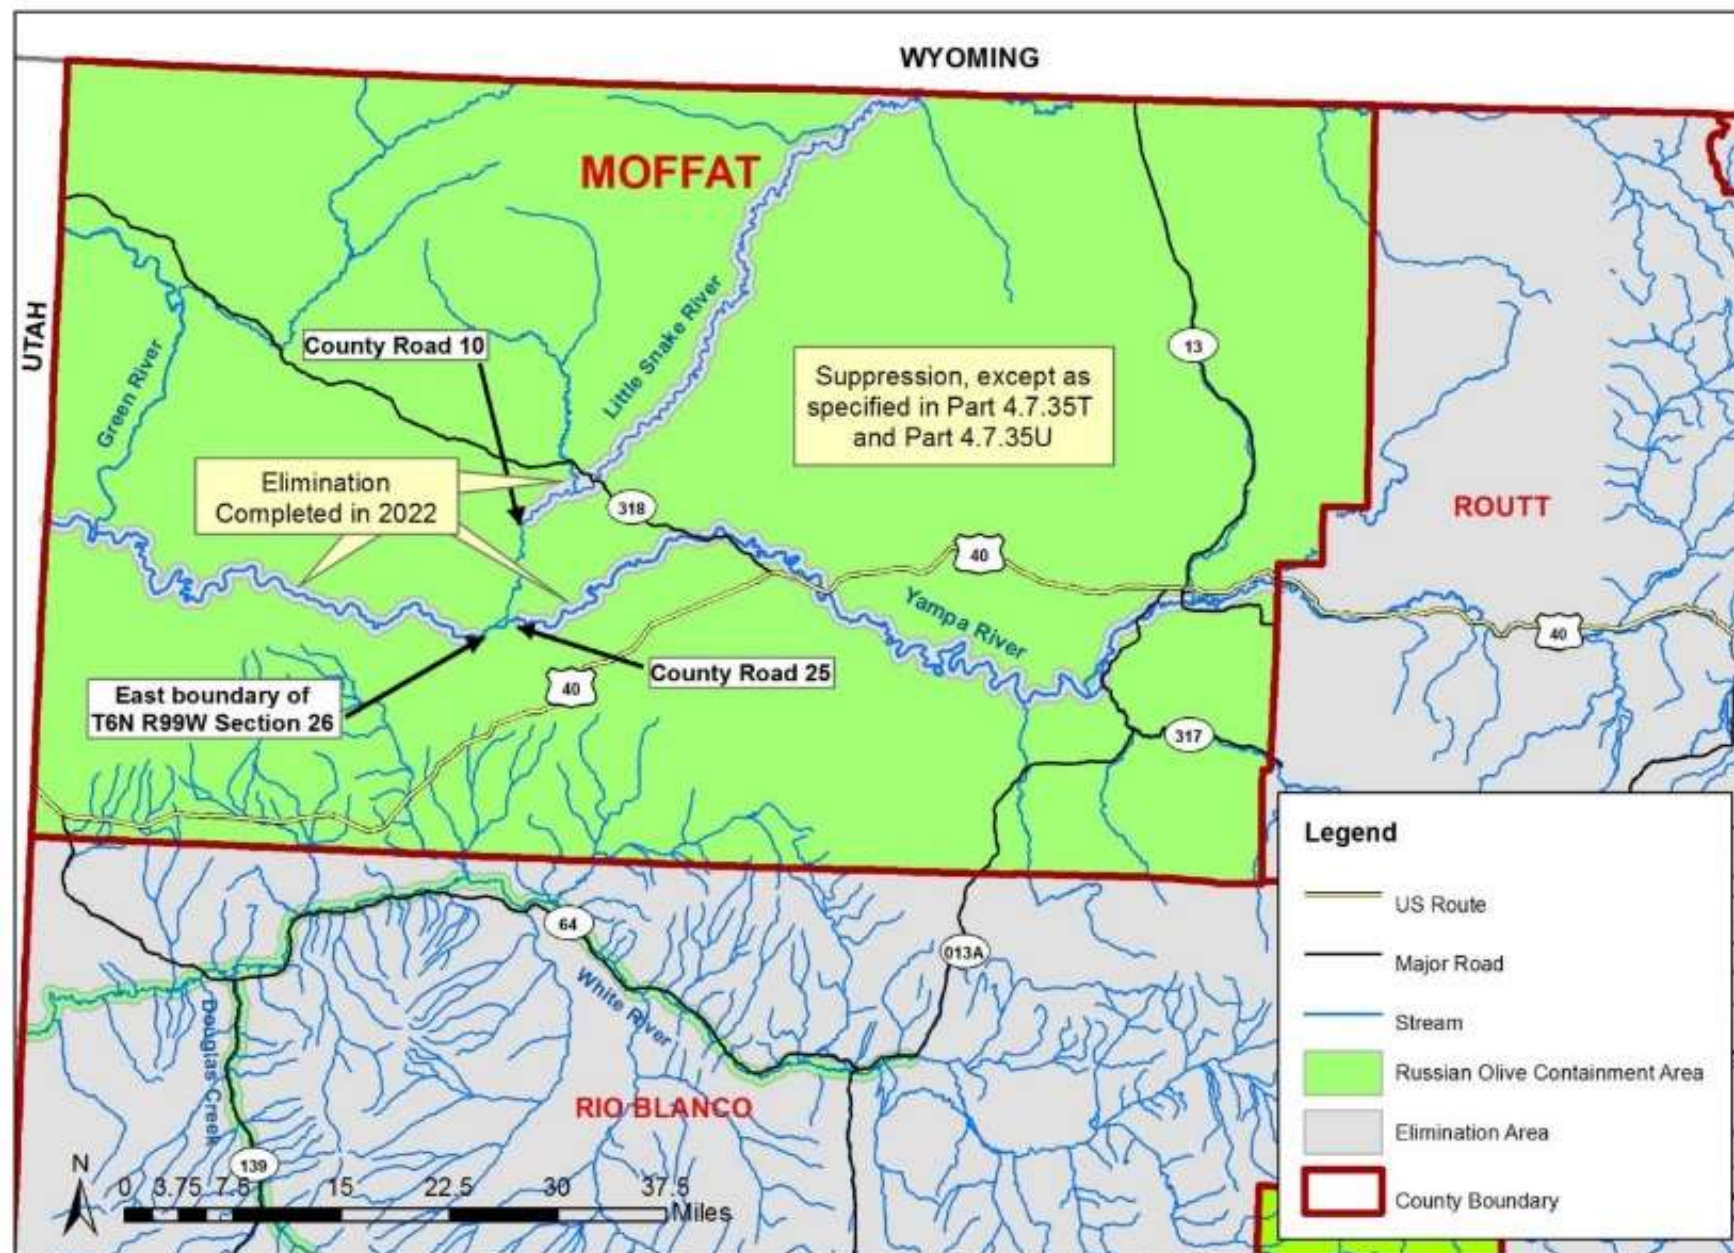 WYOMING
MOFFAT
UTAH
County Road 10
Little Snake River
13
Suppression, except as
specified in Part 4.7.35T
and Part 4.7.35U
Green River
Elimination
Completed in 2022
318
ROUTT
40
Yampa River
40
County Road 25
40
East boundary of
T6N R99W Section 26
317
Legend
US Route
Major Road
Stream
Russian Olive Containment Area
Elimination Area
County Boundary
64
013A
White River
Douglas Creek
RIO BLANCO
139
N
0 3.75 7.5 15 22.5 30 37.5
Miles